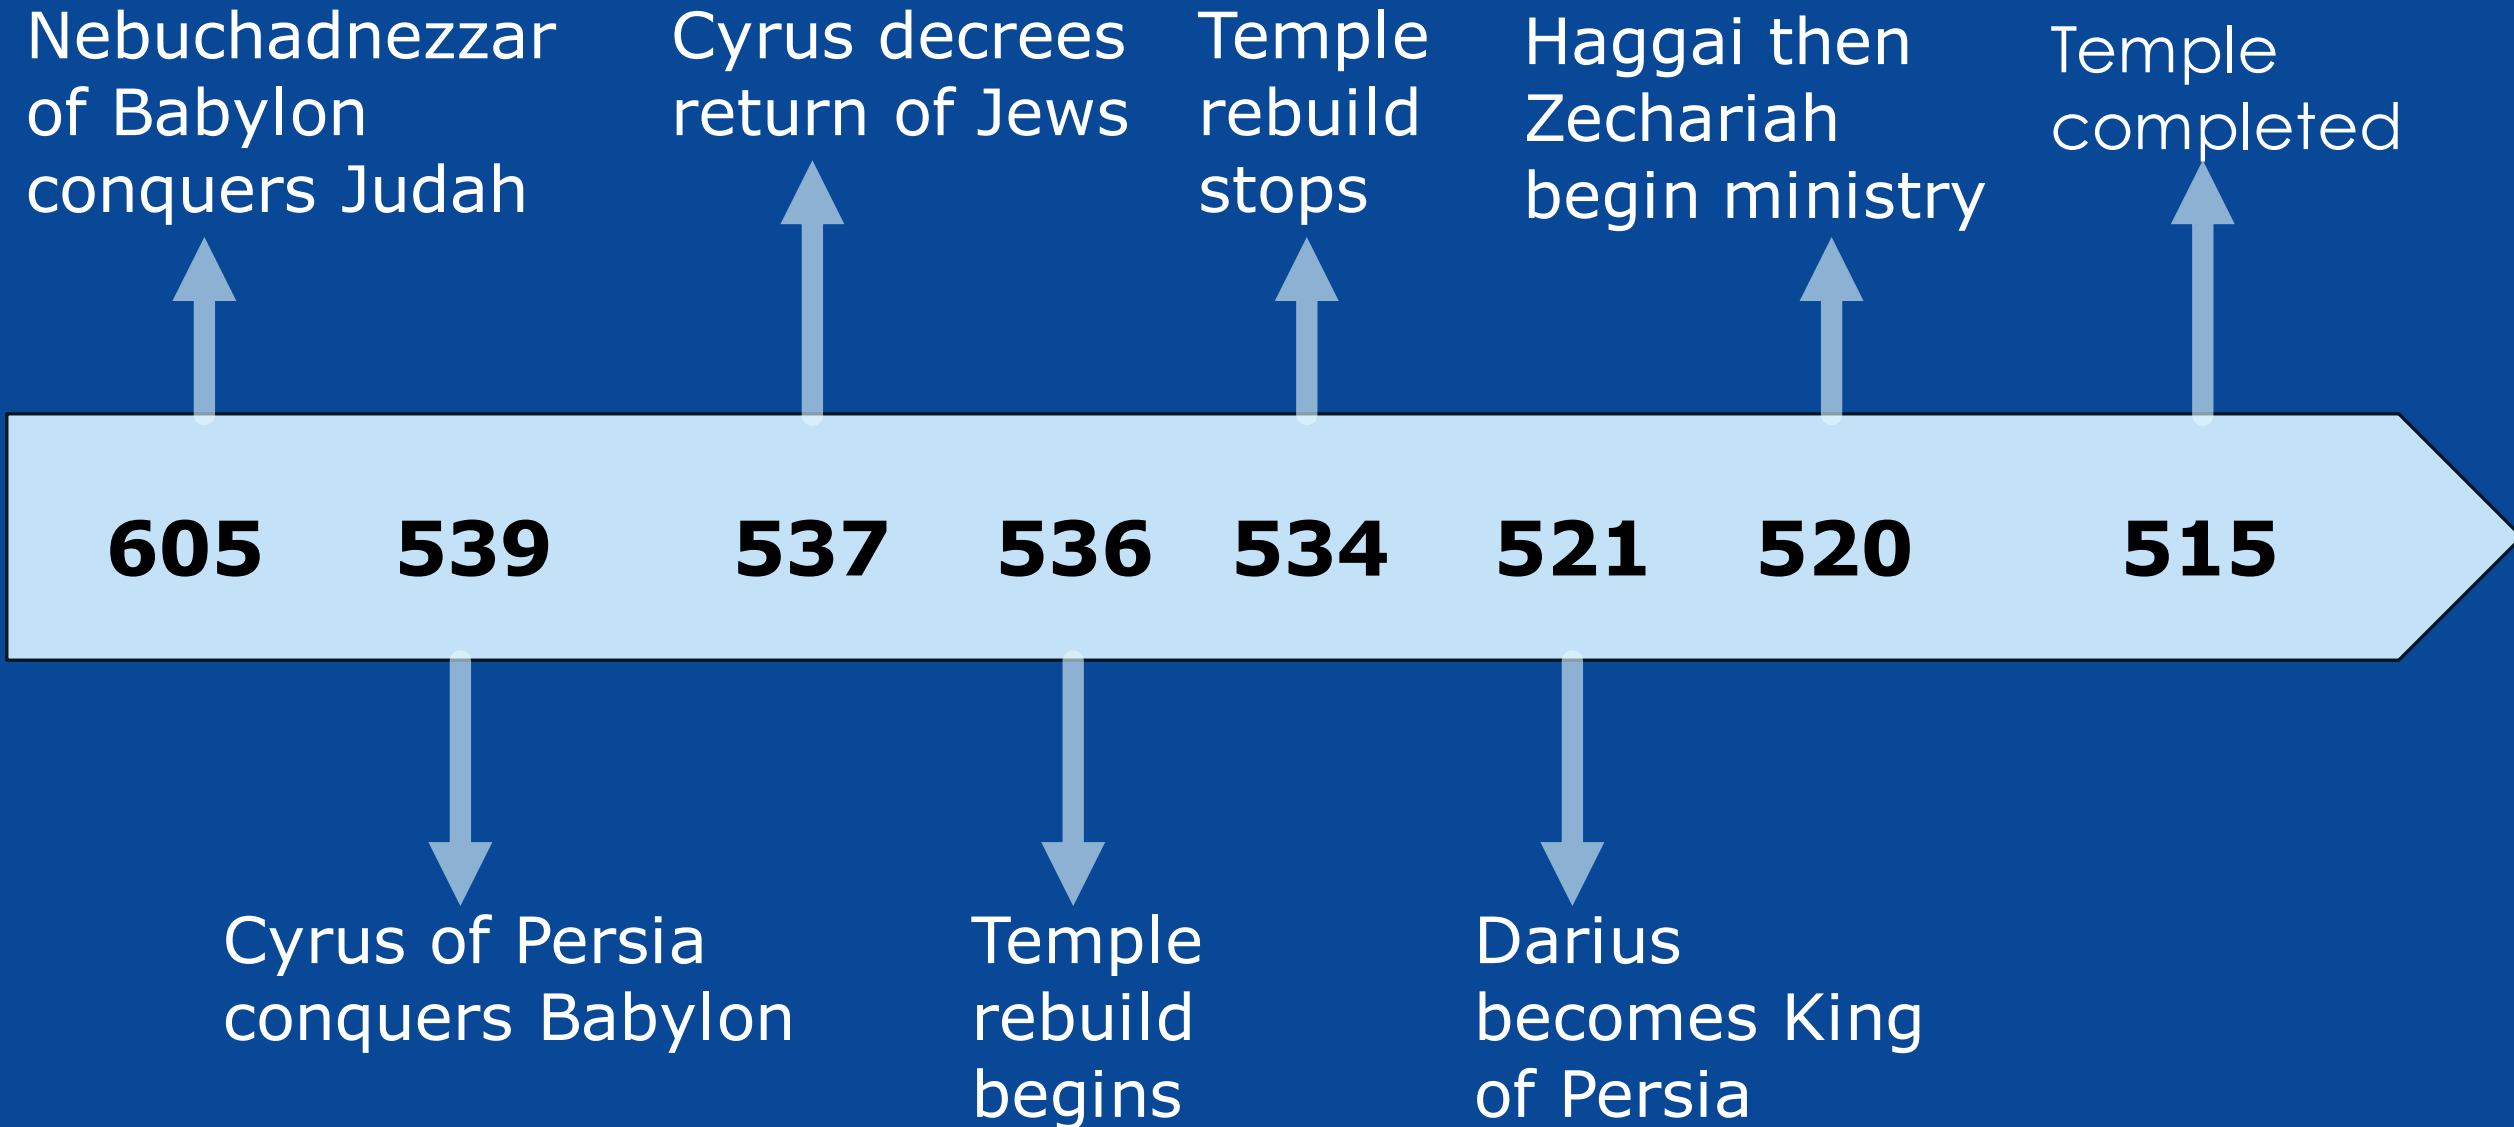 Nebuchadnezzar
of Babylon
conquers Judah
Cyrus decrees
return of Jews
Temple
rebuild
stops
Haggai then
Zechariah
begin ministry
Temple
completed
605 539 537 536 534 521 520 515
Cyrus of Persia
conquers Babylon
Temple
rebuild
begins
Darius
becomes King
of Persia